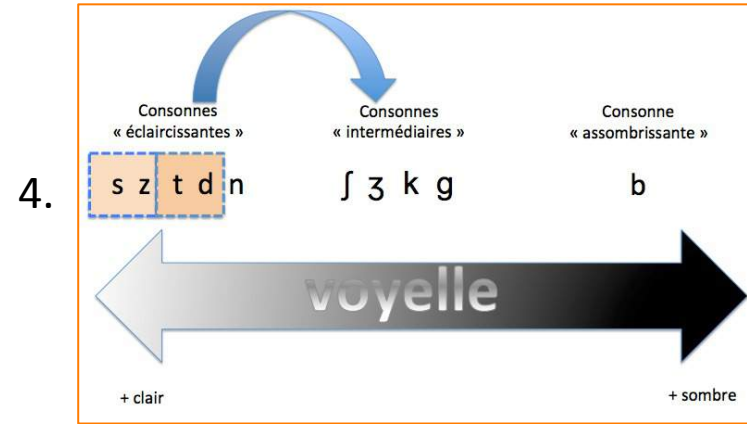 Consonnes
« éclaircissantes »
Consonnes
« intermédiaires »
Consonne
« assombrissante »
4.
s z t d n
ʃ ʒ k g
b
voyelle
+ clair
+ sombre